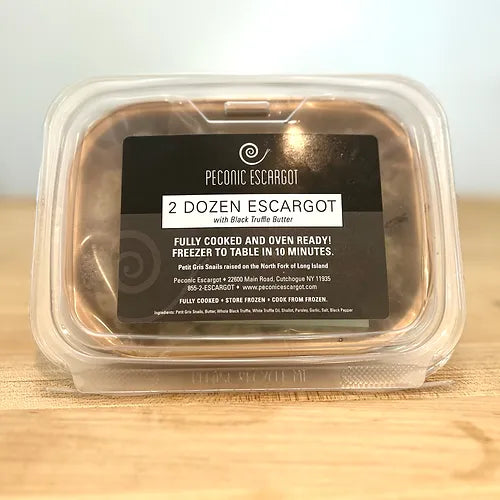 PECONIC ESCARGOT
2 DOZEN ESCARGOT
with Black Truffle Butter
FULLY COOKED AND OVEN READY!
FREEZER TO TABLE IN 10 MINUTES.
Petit Gris Snails raised on the North Fork of Long Island
Peconic Escargot • 22600 Main Road, Cutchogue NY 11935
855-2-ESCARGOT • www.peconicescargot.com
FULLY COOKED • STORE FROZEN • COOK FROM FROZEN.
Ingredients: Petit Gris Snails, Butter, Whole Black Truffle, White Truffle Oil, Shallot, Parsley, Garlic, Salt, Black Pepper